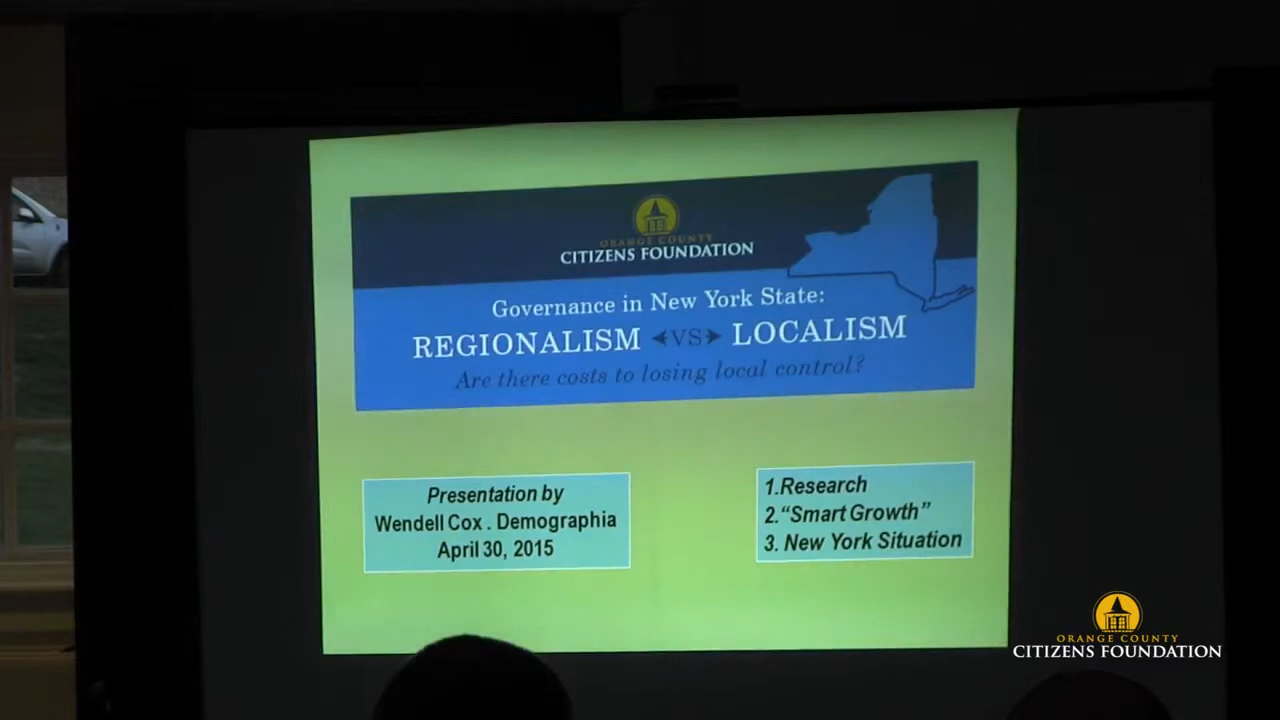 ORANGE COUNTY
CITIZENS FOUNDATION
Governance in New York State:
REGIONALISM VS LOCALISM
Are there costs to losing local control?
Presentation by
Wendell Cox . Demographia
April 30, 2015
1.Research
2.“Smart Growth”
3. New York Situation
ORANGE COUNTY
CITIZENS FOUNDATION